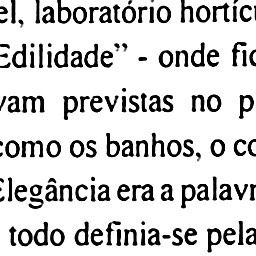 el, laboratório hortíc
Edilidade” - onde fic
vam previstas no p
como os banhos, o co
Elegância era a palavr
todo definia-se pela